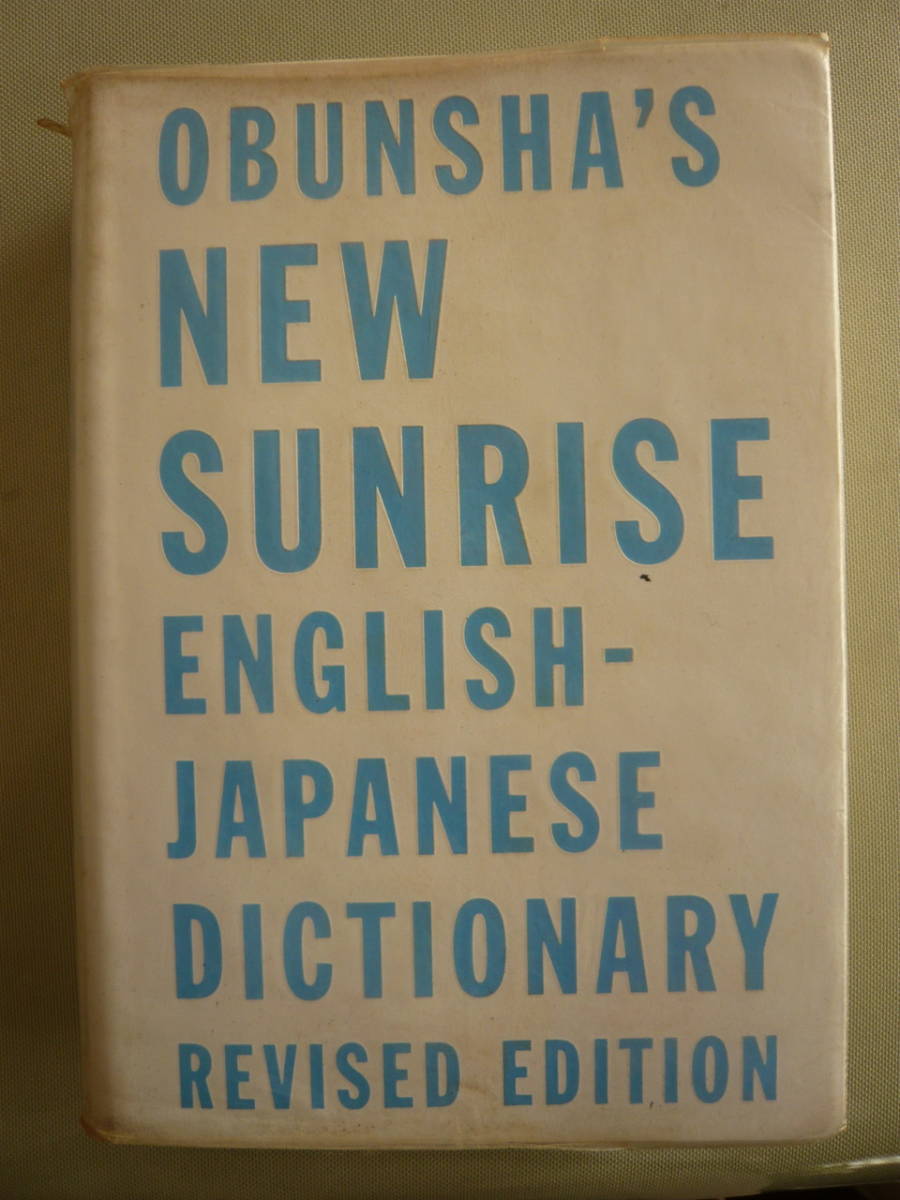 OBUNSHA'S
NEW
SUNRISE
ENGLISH-
JAPANESE
DICTIONARY
REVISED EDITION